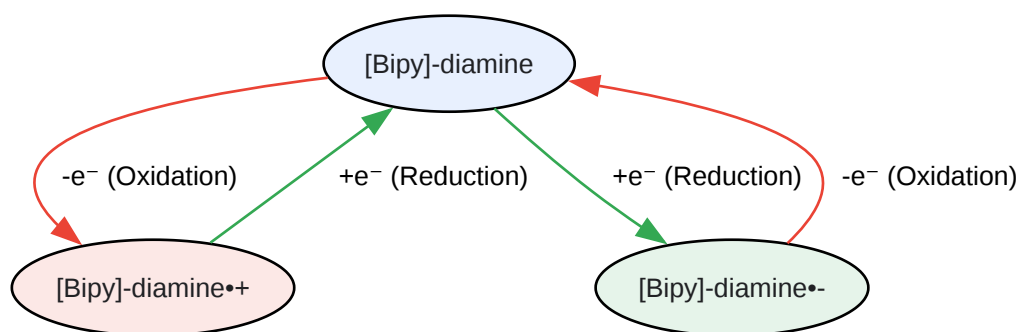 [Bipy]-diamine
-e⁻ (Oxidation)
+e⁻ (Reduction)
+e⁻ (Reduction)
-e⁻ (Oxidation)
[Bipy]-diamine•+
[Bipy]-diamine•-